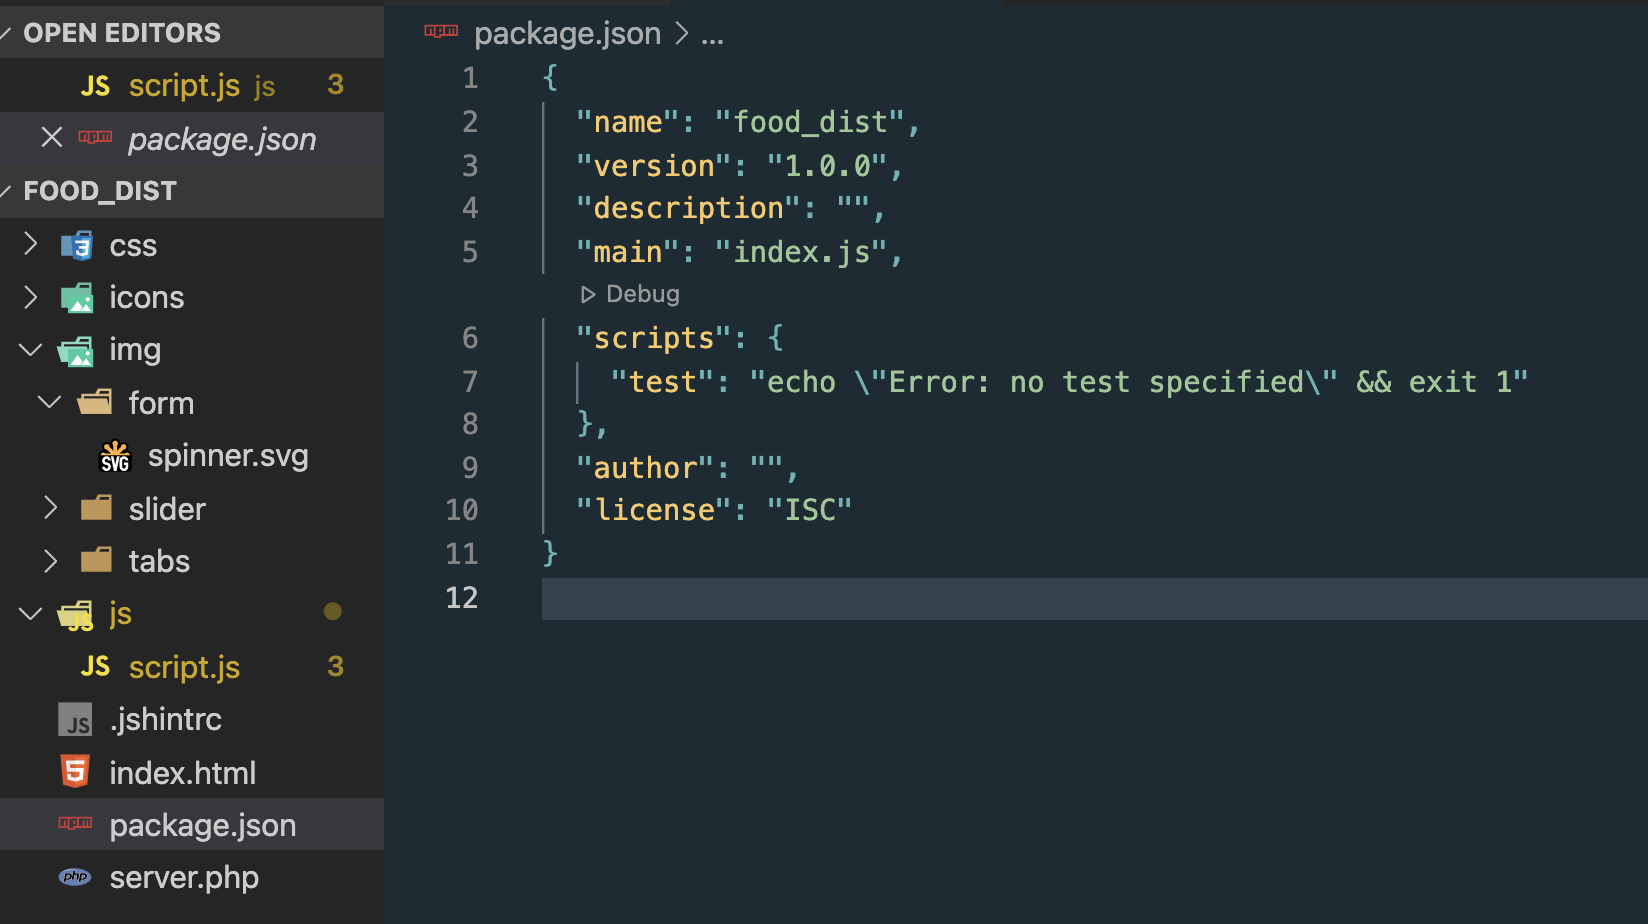 OPEN EDITORS
JS script.js js 3
package.json
FOOD_DIST
css
icons
img
form
SVG spinner.svg
slider
tabs
js
JS script.js 3
JS .jshintrc
index.html
package.json
php server.php
package.json > ...
1 {
2 "name": "food_dist",
3 "version": "1.0.0",
4 "description": "",
5 "main": "index.js",
Debug
6 "scripts": {
7 "test": "echo \"Error: no test specified\" && exit 1"
8 },
9 "author": "",
10 "license": "ISC"
11 }
12